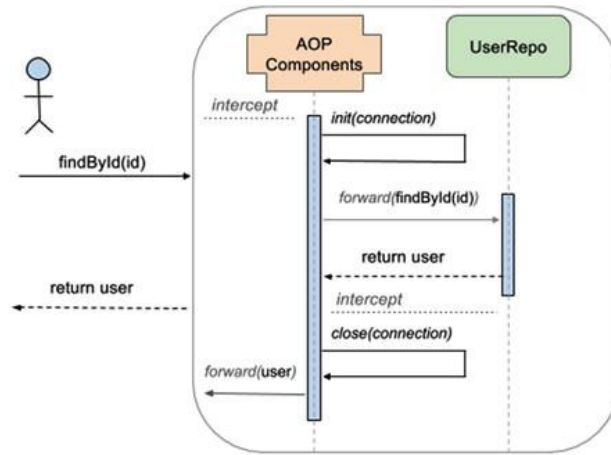 AOP
Components
UserRepo
intercept
init(connection)
findById(id)
forward(findById(id))
return user
return user
intercept
close(connection)
forward(user)